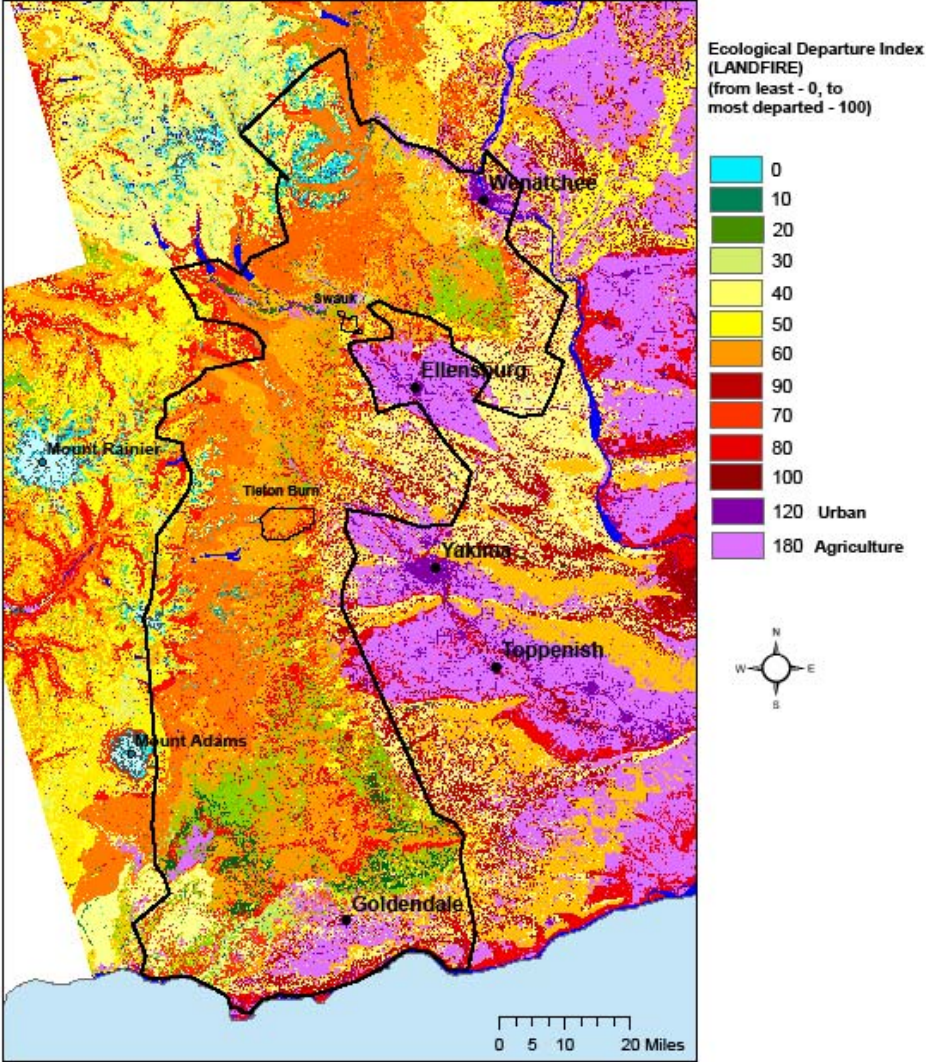 Ecological Departure Index
(LANDFIRE)
(from least - 0, to
most departed - 100)
0
10
20
30
40
50
60
90
70
80
100
120 Urban
180 Agriculture
N
W E
S
Wenatchee
Swauk
Ellensburg
Mount Rainier
Tieton Burn
Yakima
Toppenish
Mount Adams
Goldendale
0 5 10 20 Miles